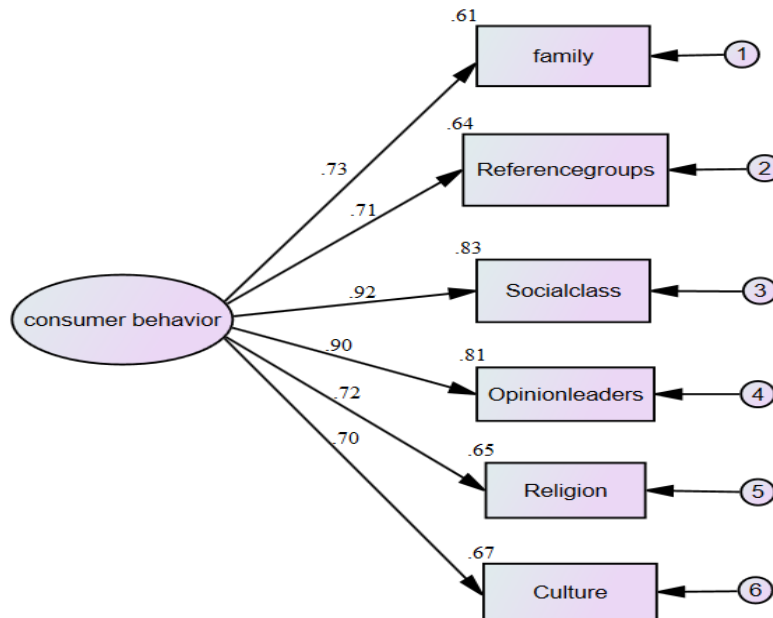 .61
family
1
.73
.64
Referencegroups
2
.71
.83
Socialclass
3
.92
consumer behavior
.90
.81
Opinionleaders
4
.72
.65
Religion
5
.70
.67
Culture
6